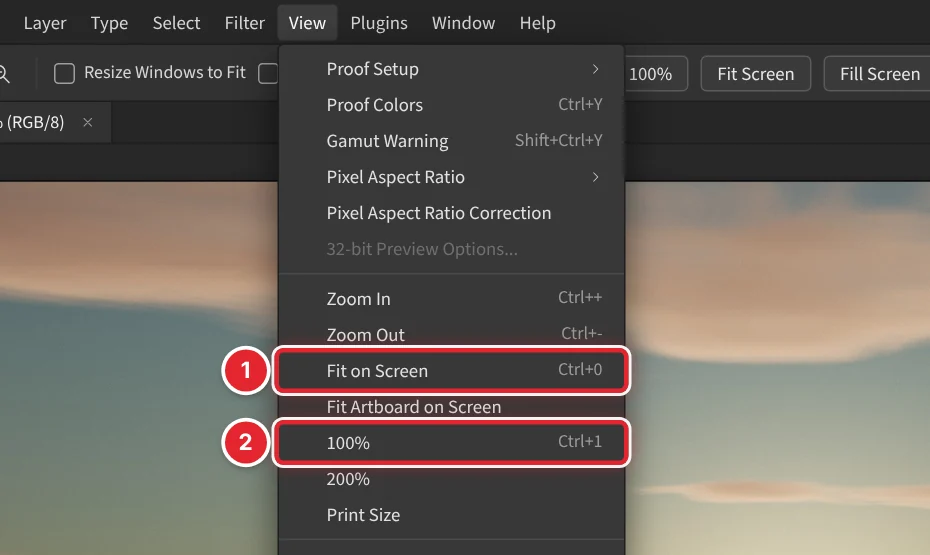 Layer Type Select Filter View Plugins Window Help
Resize Windows to Fit 100% Fit Screen Fill Screen
% (RGB/8) ×
Proof Setup
Proof Colors Ctrl+Y
Gamut Warning Shift+Ctrl+Y
Pixel Aspect Ratio
Pixel Aspect Ratio Correction
32-bit Preview Options...
Zoom In Ctrl++
Zoom Out Ctrl+-
1 Fit on Screen Ctrl+0
Fit Artboard on Screen
2 100% Ctrl+1
200%
Print Size